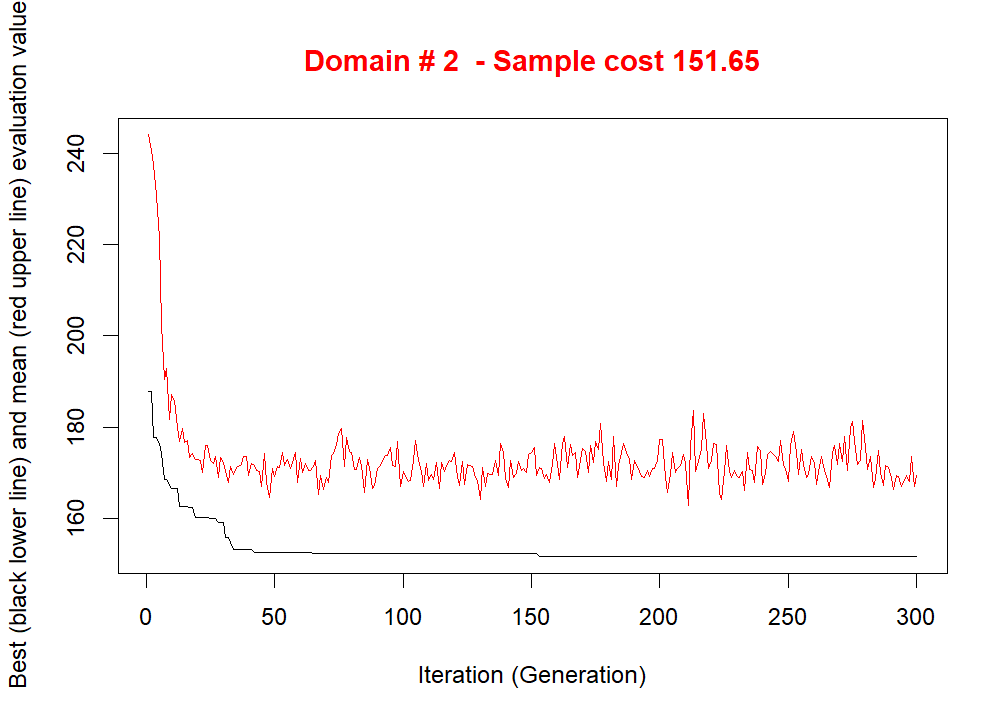 Domain # 2  - Sample cost 151.65
Best (black lower line) and mean (red upper line) evaluation value
240
220
200
180
160
0 50 100 150 200 250 300
Iteration (Generation)